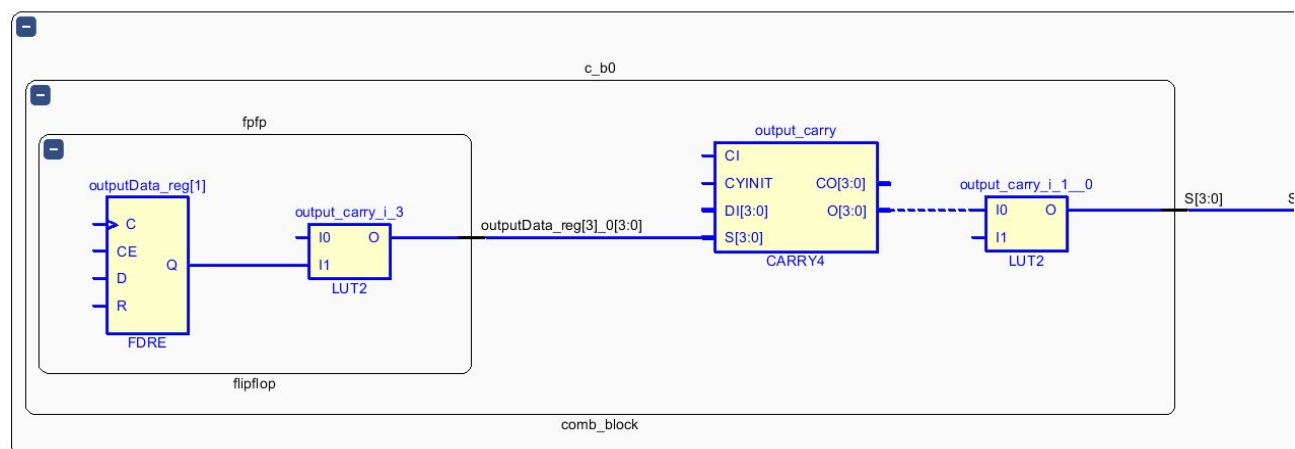 c_b0
fpfp
outputData_reg[1]
C
CE
D
R
Q
FDRE
output_carry_i_3
I0
I1
O
LUT2
flipflop
outputData_reg[3]_0[3:0]
output_carry
CI
CYINIT
DI[3:0]
S[3:0]
CO[3:0]
O[3:0]
CARRY4
output_carry_i_1__0
I0
I1
O
LUT2
S[3:0]
S
comb_block